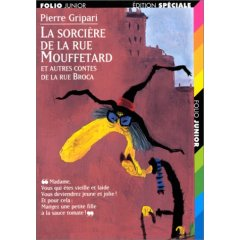 FOLIO JUNIOR
ÉDITION SPÉCIALE
Pierre Gripari
LA SORCIÈRE
DE LA RUE
MOUFFETARD
ET AUTRES CONTES
DE LA RUE BROCA
❝ Madame,
Vous qui êtes vieille et laide
Vous deviendrez jeune et jolie !
Et pour cela :
Mangez une petite fille
à la sauce tomate ! ❞
FOLIO JUNIOR